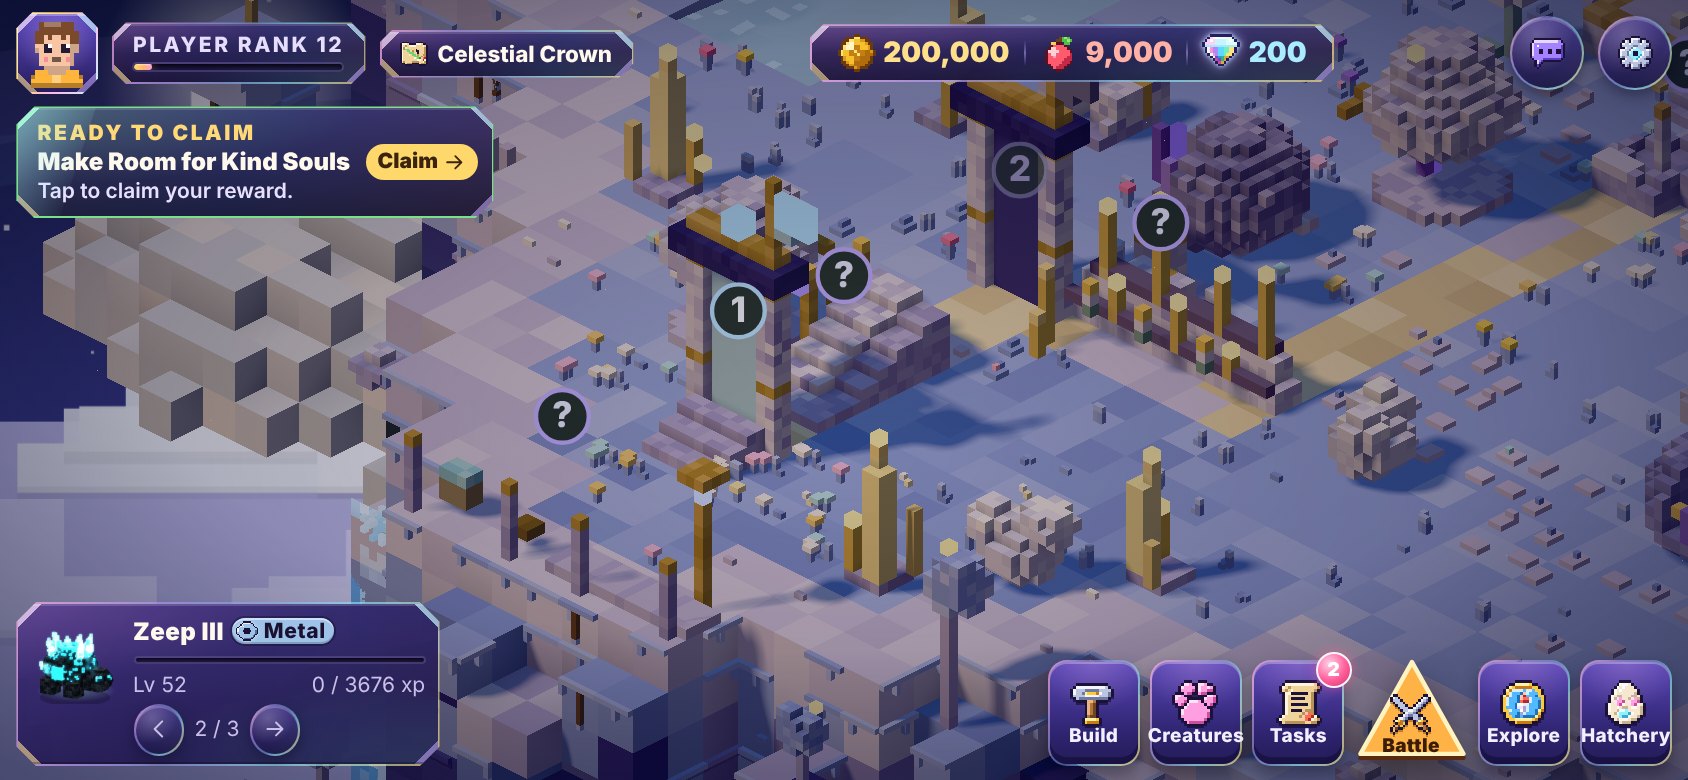 PLAYER RANK 12
Celestial Crown
200,000
9,000
200
READY TO CLAIM
Make Room for Kind Souls
Claim →
Tap to claim your reward.
2
?
?
1
?
?
Zeep III
Metal
Lv 52
0 / 3676 xp
2 / 3
2
Build
Creatures
Tasks
Battle
Explore
Hatchery